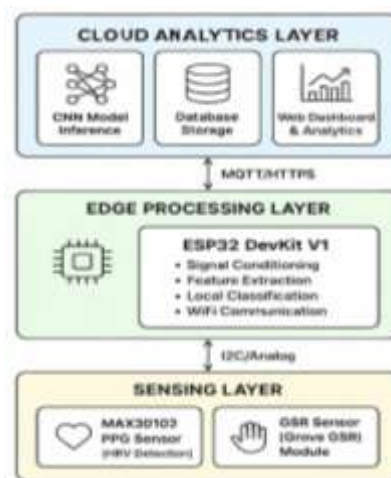 CLOUD ANALYTICS LAYER
CNN Model
Inference
Database
Storage
Web Dashboard
& Analytics
MQTT/HTTPS
EDGE PROCESSING LAYER
ESP32 DevKit V1
• Signal Conditioning
• Feature Extraction
• Local Classification
• WiFi Communication
I2C/Analog
SENSING LAYER
MAX30102
PPG Sensor
(HRV Detection)
GSR Sensor
(Grove GSR)
Module